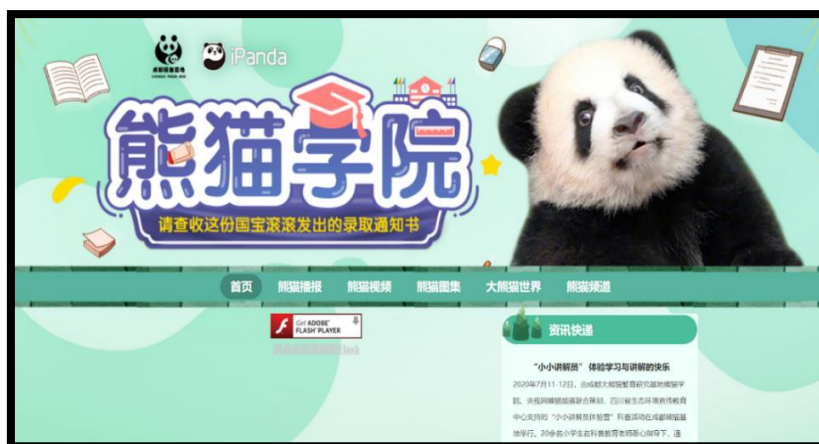 iPanda
熊猫学院
请查收这份国宝滚滚发出的录取通知书
首页 熊猫播报 熊猫视频 熊猫图集 大熊猫世界 熊猫频道
Get ADOBE®
FLASH® PLAYER
资讯快递
“小小讲解员” 体验学习与讲解的快乐
2020年7月11-12日，由成都大熊猫繁育研究基地熊猫学
院、央视网熊猫频道联合策划、四川省生态环境宣传教育
中心支持的“小小讲解员体验营”科普活动在成都熊猫基
地举行。20余名小学生在科普教育老师悉心指导下，通